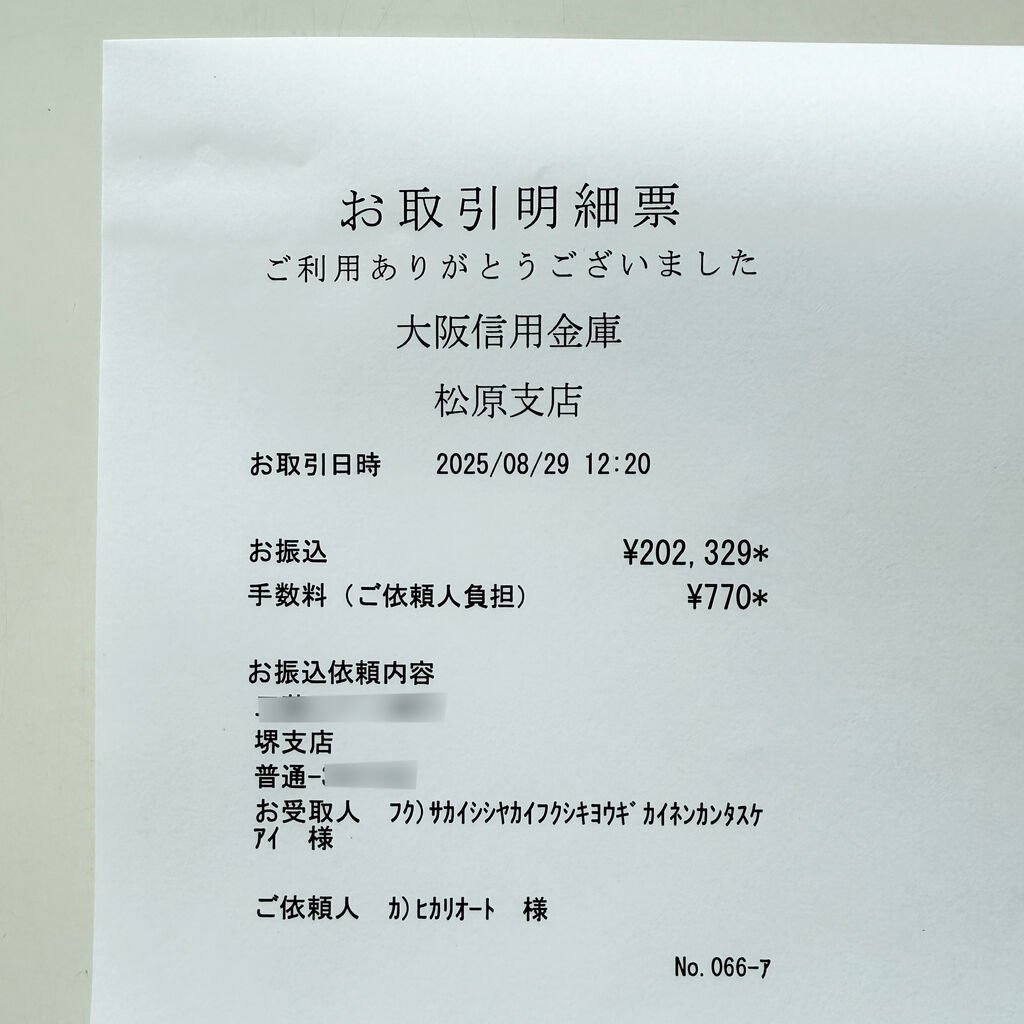 お取引明細票
ご利用ありがとうございました
大阪信用金庫
松原支店
お取引日時 2025/08/29 12:20
お振込 ¥202,329*
手数料（ご依頼人負担） ¥770*
お振込依頼内容
堺支店
普通-
お受取人 ﾌｸ)ｻｶｲｼｼﾔｶｲﾌｸｼｷﾖｳｷﾞｶｲﾈﾝｶﾝﾀｽｹ
ｱｲ 様
ご依頼人 ｶ)ﾋｶﾘｵｰﾄ 様
No.066-ｱ